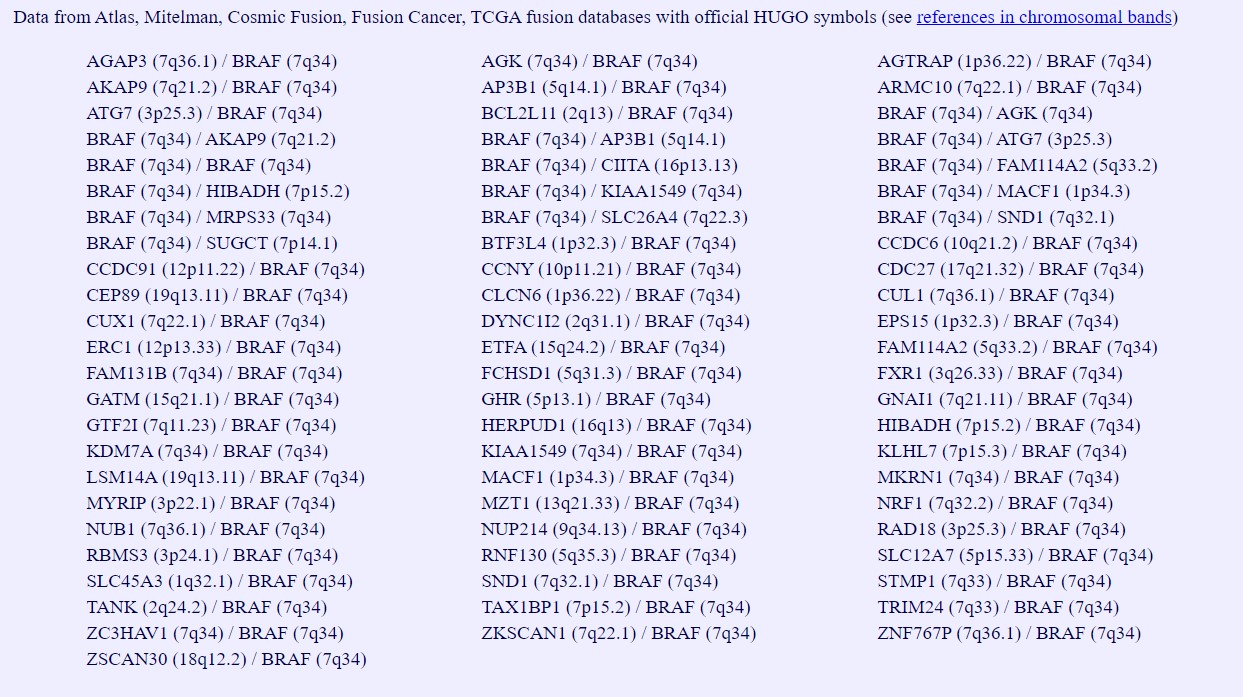 Data from Atlas, Mitelman, Cosmic Fusion, Fusion Cancer, TCGA fusion databases with official HUGO symbols (see references in chromosomal bands)
AGAP3 (7q36.1) / BRAF (7q34) AGK (7q34) / BRAF (7q34) AGTRAP (1p36.22) / BRAF (7q34)
AKAP9 (7q21.2) / BRAF (7q34) AP3B1 (5q14.1) / BRAF (7q34) ARMC10 (7q22.1) / BRAF (7q34)
ATG7 (3p25.3) / BRAF (7q34) BCL2L11 (2q13) / BRAF (7q34) BRAF (7q34) / AGK (7q34)
BRAF (7q34) / AKAP9 (7q21.2) BRAF (7q34) / AP3B1 (5q14.1) BRAF (7q34) / ATG7 (3p25.3)
BRAF (7q34) / BRAF (7q34) BRAF (7q34) / CIITA (16p13.13) BRAF (7q34) / FAM114A2 (5q33.2)
BRAF (7q34) / HIBADH (7p15.2) BRAF (7q34) / KIAA1549 (7q34) BRAF (7q34) / MACF1 (1p34.3)
BRAF (7q34) / MRPS33 (7q34) BRAF (7q34) / SLC26A4 (7q22.3) BRAF (7q34) / SND1 (7q32.1)
BRAF (7q34) / SUGCT (7p14.1) BTF3L4 (1p32.3) / BRAF (7q34) CCDC6 (10q21.2) / BRAF (7q34)
CCDC91 (12p11.22) / BRAF (7q34) CCNY (10p11.21) / BRAF (7q34) CDC27 (17q21.32) / BRAF (7q34)
CEP89 (19q13.11) / BRAF (7q34) CLCN6 (1p36.22) / BRAF (7q34) CUL1 (7q36.1) / BRAF (7q34)
CUX1 (7q22.1) / BRAF (7q34) DYNC1I2 (2q31.1) / BRAF (7q34) EPS15 (1p32.3) / BRAF (7q34)
ERC1 (12p13.33) / BRAF (7q34) ETFA (15q24.2) / BRAF (7q34) FAM114A2 (5q33.2) / BRAF (7q34)
FAM131B (7q34) / BRAF (7q34) FCHSD1 (5q31.3) / BRAF (7q34) FXR1 (3q26.33) / BRAF (7q34)
GATM (15q21.1) / BRAF (7q34) GHR (5p13.1) / BRAF (7q34) GNAI1 (7q21.11) / BRAF (7q34)
GTF2I (7q11.23) / BRAF (7q34) HERPUD1 (16q13) / BRAF (7q34) HIBADH (7p15.2) / BRAF (7q34)
KDM7A (7q34) / BRAF (7q34) KIAA1549 (7q34) / BRAF (7q34) KLHL7 (7p15.3) / BRAF (7q34)
LSM14A (19q13.11) / BRAF (7q34) MACF1 (1p34.3) / BRAF (7q34) MKRN1 (7q34) / BRAF (7q34)
MYRIP (3p22.1) / BRAF (7q34) MZT1 (13q21.33) / BRAF (7q34) NRF1 (7q32.2) / BRAF (7q34)
NUB1 (7q36.1) / BRAF (7q34) NUP214 (9q34.13) / BRAF (7q34) RAD18 (3p25.3) / BRAF (7q34)
RBMS3 (3p24.1) / BRAF (7q34) RNF130 (5q35.3) / BRAF (7q34) SLC12A7 (5p15.33) / BRAF (7q34)
SLC45A3 (1q32.1) / BRAF (7q34) SND1 (7q32.1) / BRAF (7q34) STMP1 (7q33) / BRAF (7q34)
TANK (2q24.2) / BRAF (7q34) TAX1BP1 (7p15.2) / BRAF (7q34) TRIM24 (7q33) / BRAF (7q34)
ZC3HAV1 (7q34) / BRAF (7q34) ZKSCAN1 (7q22.1) / BRAF (7q34) ZNF767P (7q36.1) / BRAF (7q34)
ZSCAN30 (18q12.2) / BRAF (7q34)